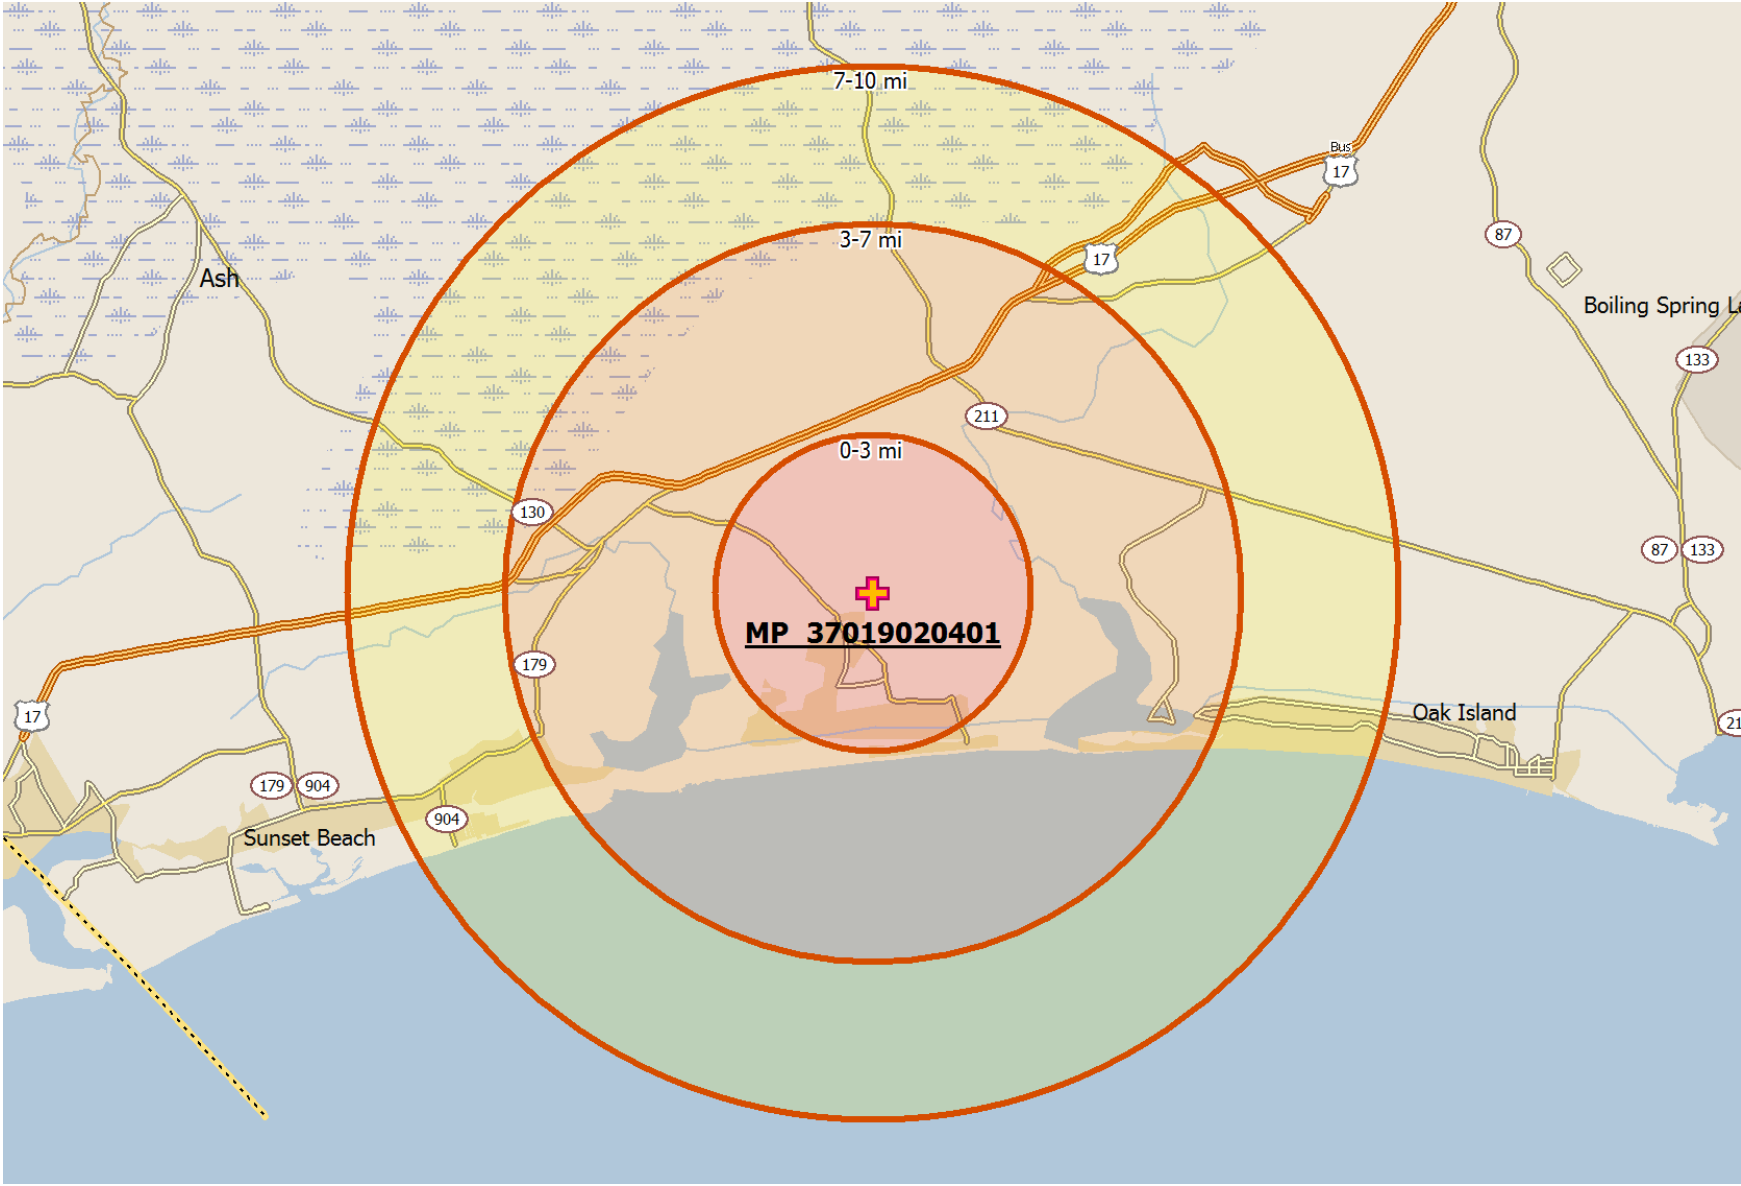 7-10 mi
Bus
17
87
3-7 mi
17
Ash
Boiling Spring La
133
211
0-3 mi
130
87
133
MP 37019020401
179
17
Oak Island
21
179
904
904
Sunset Beach